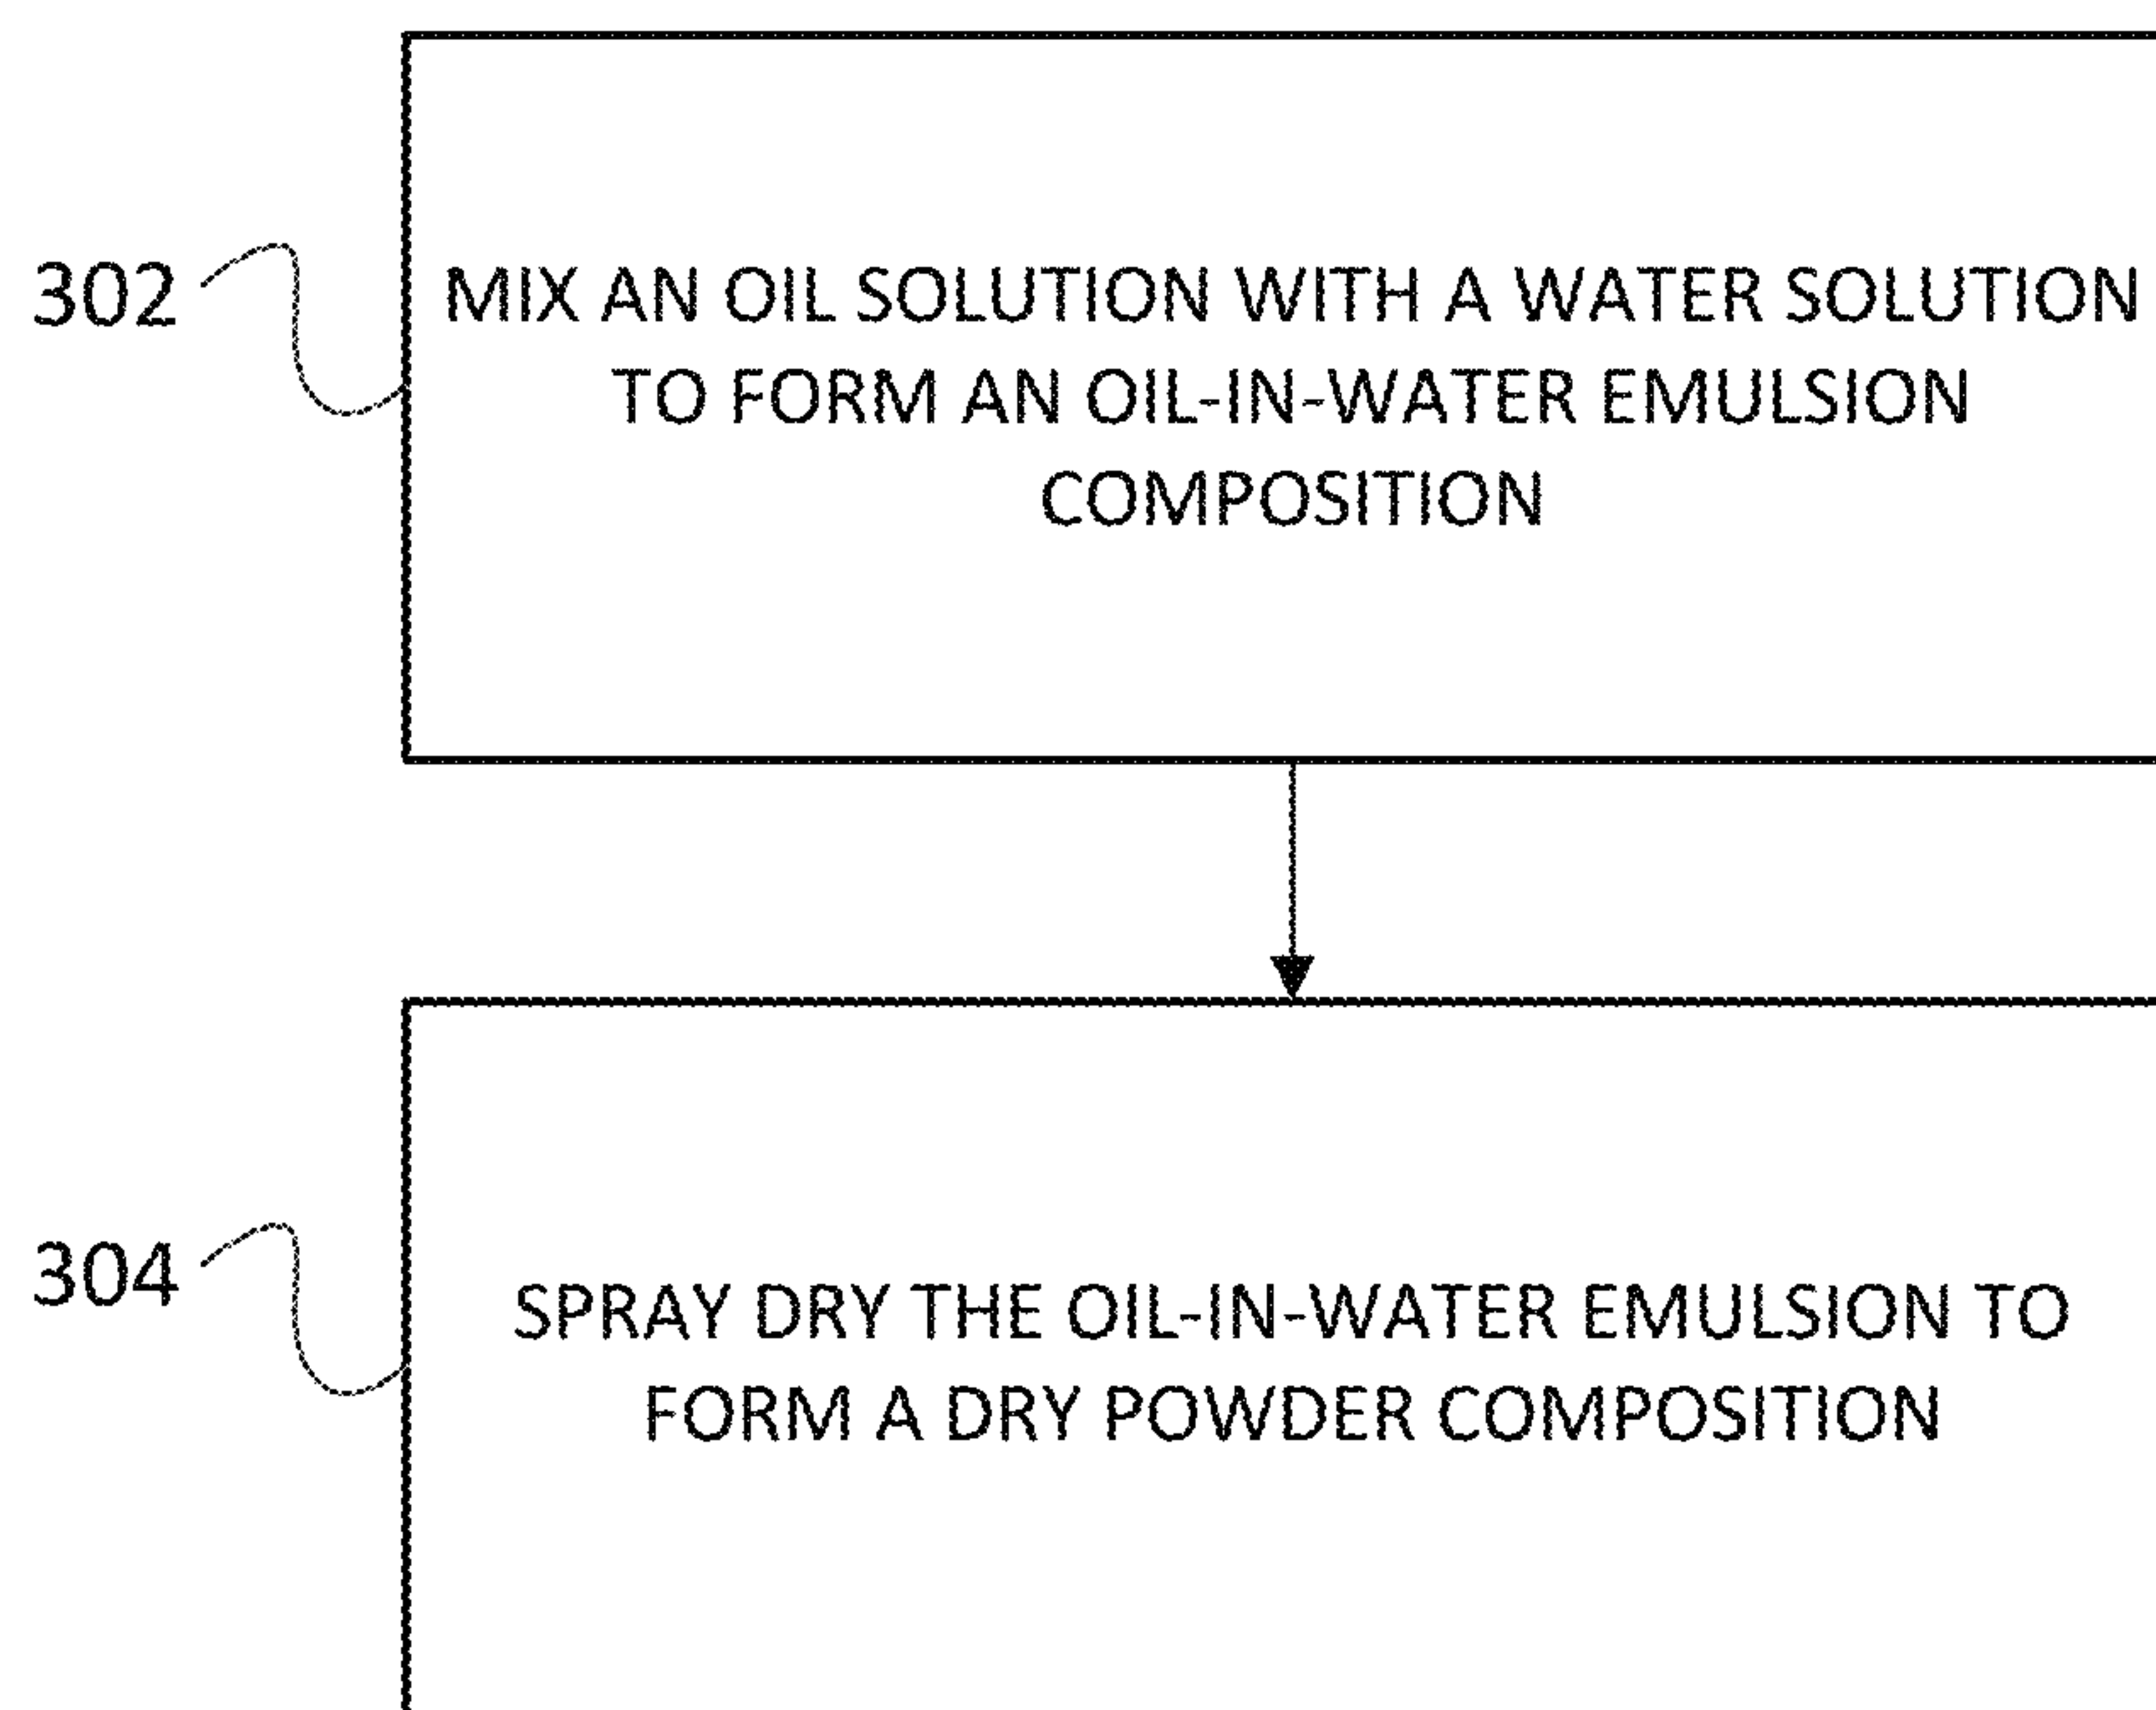 302
MIX AN OIL SOLUTION WITH A WATER SOLUTION
TO FORM AN OIL-IN-WATER EMULSION
COMPOSITION
304
SPRAY DRY THE OIL-IN-WATER EMULSION TO
FORM A DRY POWDER COMPOSITION